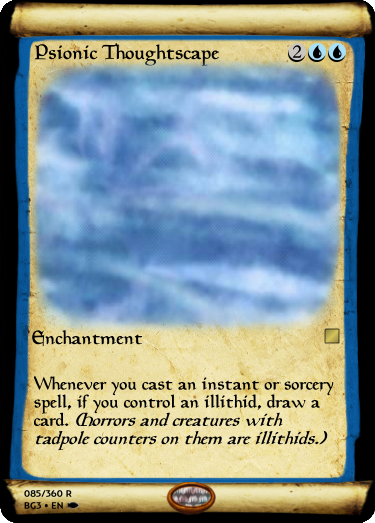 Psionic Thoughtscape 2
Enchantment
Whenever you cast an instant or sorcery
spell, if you control an illithid, draw a
card. (horrors and creatures with
tadpole counters on them are illithids.)
085/360 R
BG3 • EN